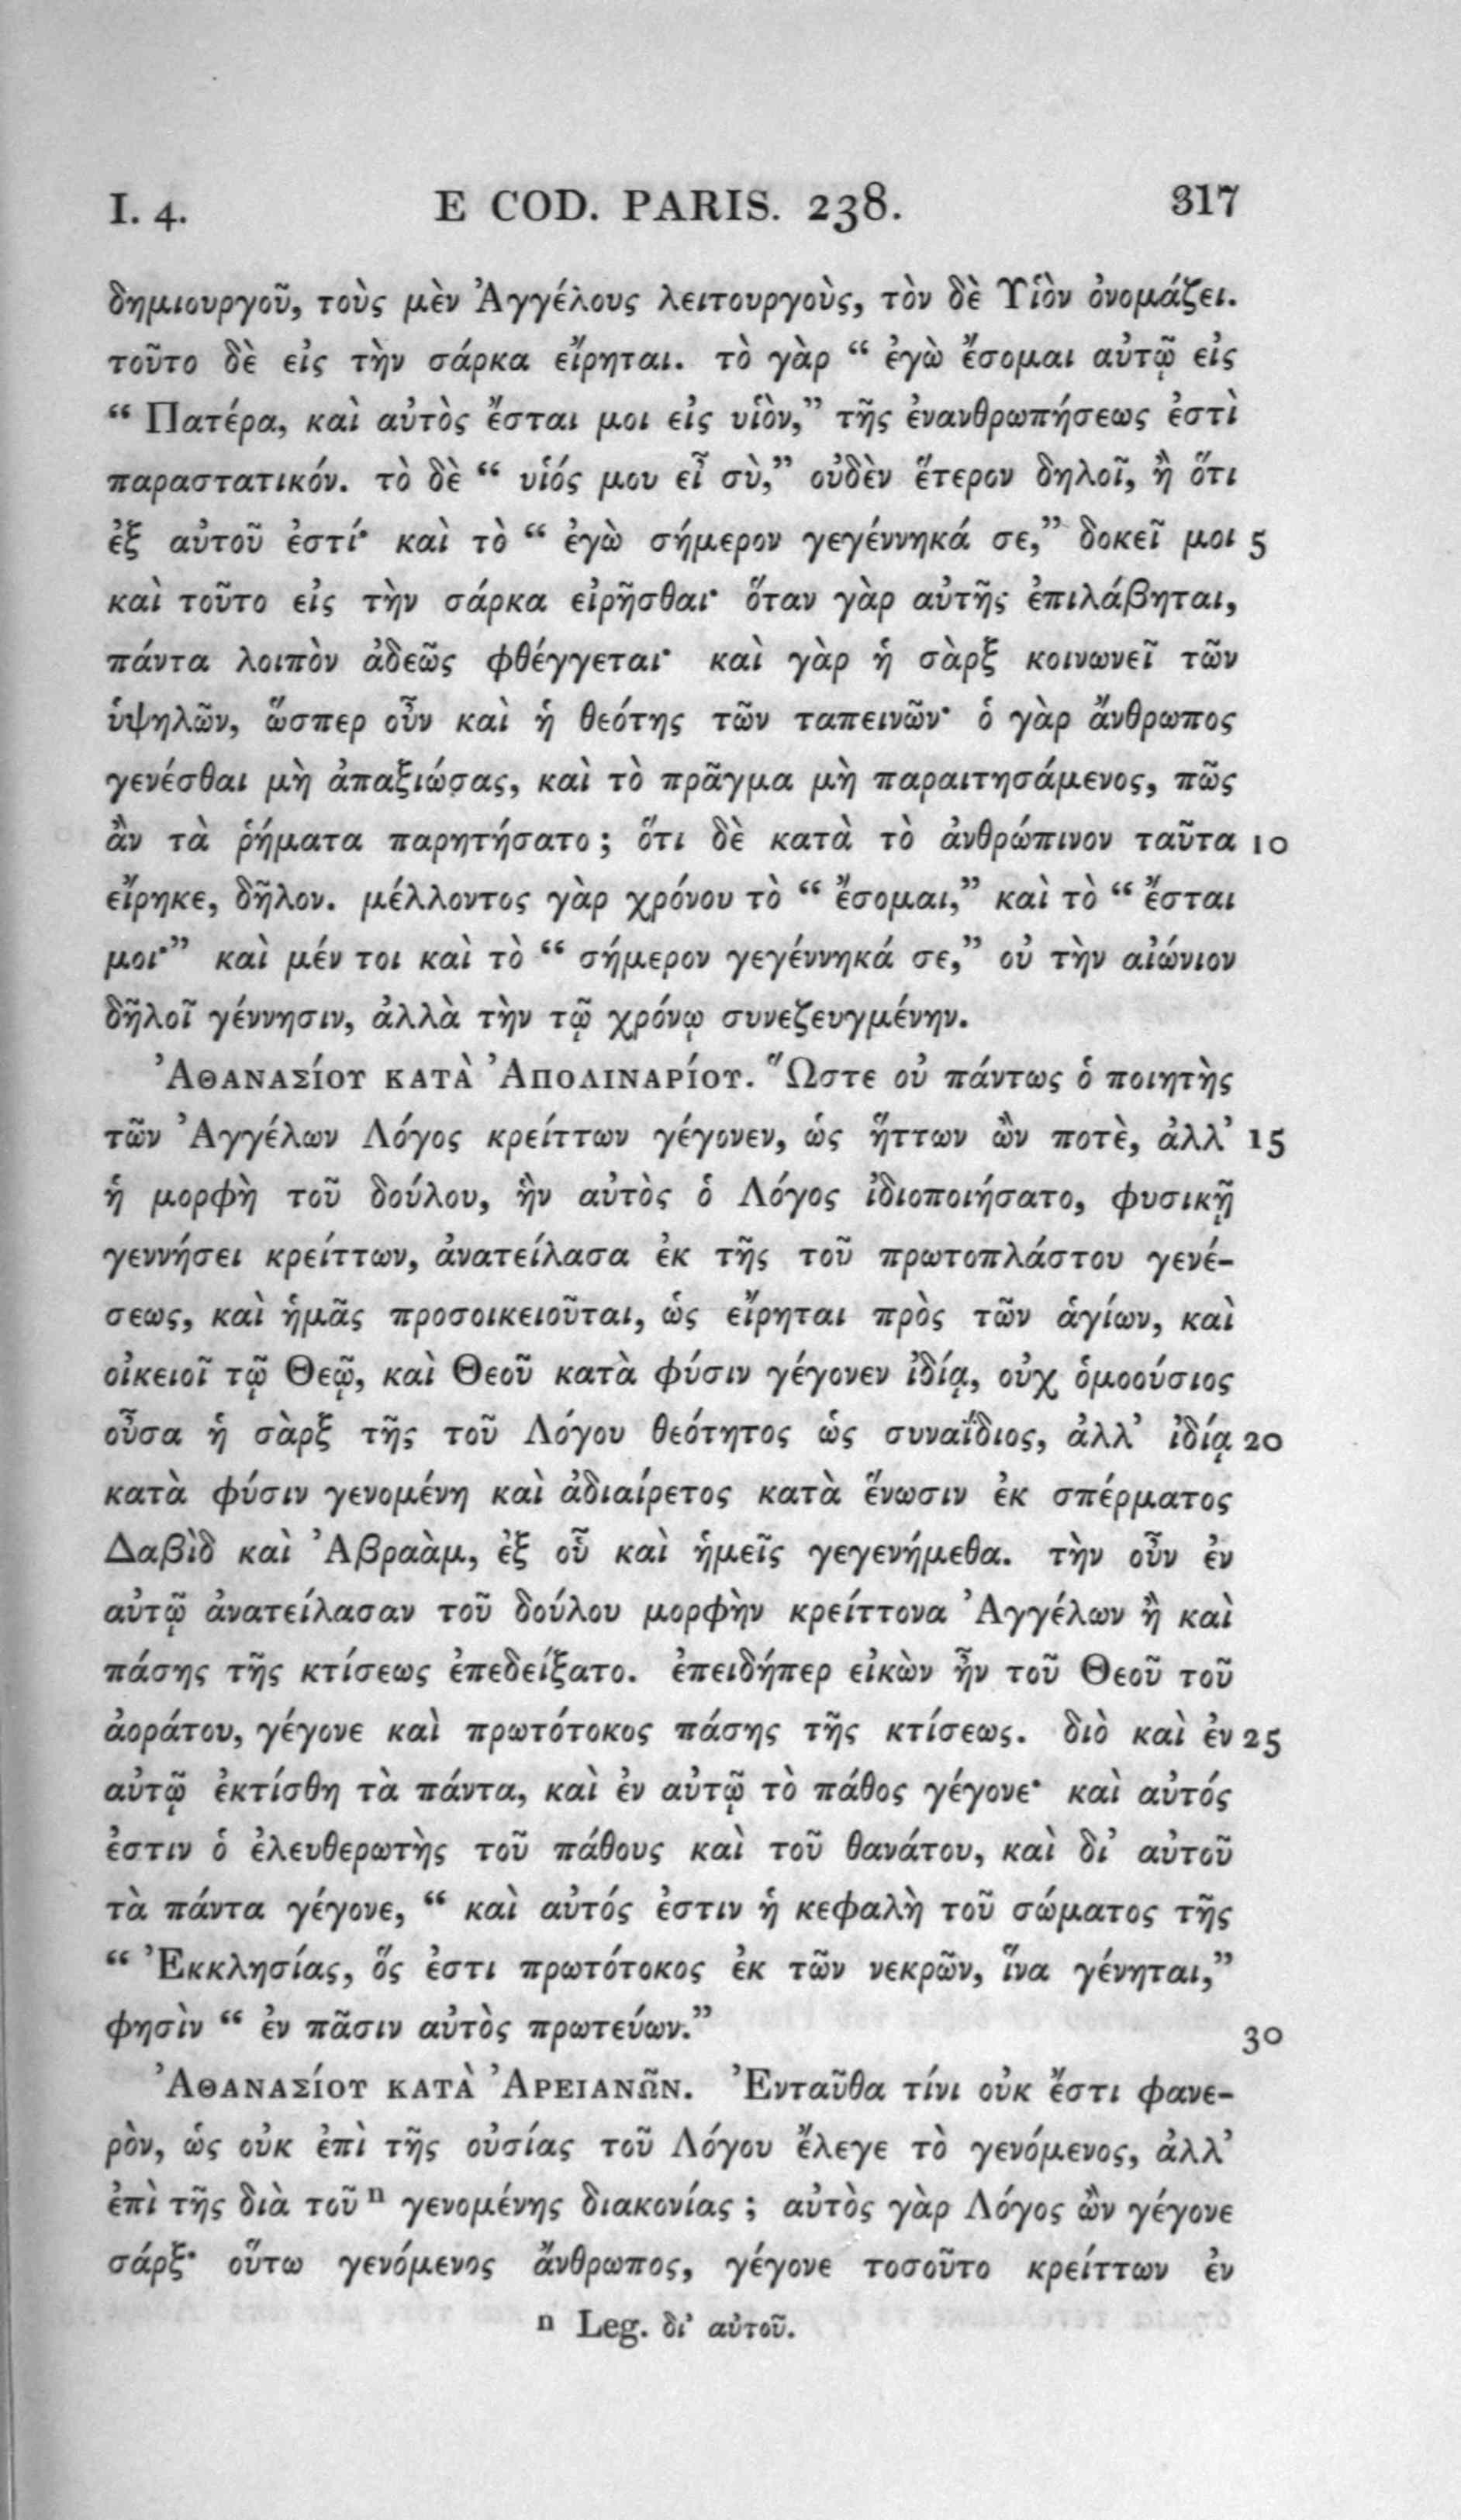 I. 4. E COD. PARIS. 238. 317
δημιουργοῦ, τοὺς μὲν Ἀγγέλους λειτουργοὺς, τὸν δὲ Υἱὸν ὀνομάζει.
τοῦτο δὲ εἰς τὴν σάρκα εἴρηται. τὸ γὰρ “ ἐγὼ ἔσομαι αὐτῷ εἰς
“ Πατέρα, καὶ αὐτὸς ἔσται μοι εἰς υἱὸν,” τῆς ἐνανθρωπήσεως ἐστὶ
παραστατικόν. τὸ δὲ “ υἱός μου εἶ σὺ,” οὐδὲν ἕτερον δηλοῖ, ἢ ὅτι
ἐξ αὐτοῦ ἐστί· καὶ τὸ “ ἐγὼ σήμερον γεγέννηκά σε,” δοκεῖ μοι 5
καὶ τοῦτο εἰς τὴν σάρκα εἰρῆσθαι· ὅταν γὰρ αὐτῆς ἐπιλάβηται,
πάντα λοιπὸν ἀδεῶς φθέγγεται· καὶ γὰρ ἡ σὰρξ κοινωνεῖ τῶν
ὑψηλῶν, ὥσπερ οὖν καὶ ἡ θεότης τῶν ταπεινῶν· ὁ γὰρ ἄνθρωπος
γενέσθαι μὴ ἀπαξιώσας, καὶ τὸ πρᾶγμα μὴ παραιτησάμενος, πῶς
ἂν τὰ ῥήματα παρητήσατο ; ὅτι δὲ κατὰ τὸ ἀνθρώπινον ταῦτα 10
εἴρηκε, δῆλον. μέλλοντος γὰρ χρόνου τὸ “ ἔσομαι,” καὶ τὸ “ ἔσται
μοι·” καὶ μέν τοι καὶ τὸ “ σήμερον γεγέννηκά σε,” οὐ τὴν αἰώνιον
δῆλοῖ γέννησιν, ἀλλὰ τὴν τῷ χρόνῳ συνεζευγμένην.
Ἀθανασίου κατὰ Ἀπολιναρίου. Ὥστε οὐ πάντως ὁ ποιητὴς
τῶν Ἀγγέλων Λόγος κρείττων γέγονεν, ὡς ἥττων ὢν ποτὲ, ἀλλ’ 15
ἡ μορφὴ τοῦ δούλου, ἣν αὐτὸς ὁ Λόγος ἰδιοποιήσατο, φυσικῇ
γεννήσει κρείττων, ἀνατείλασα ἐκ τῆς τοῦ πρωτοπλάστου γενέ-
σεως, καὶ ἡμᾶς προσοικειοῦται, ὡς εἴρηται πρὸς τῶν ἁγίων, καὶ
οἰκειοῖ τῷ Θεῷ, καὶ Θεοῦ κατὰ φύσιν γέγονεν ἰδίᾳ, οὐχ ὁμοούσιος
οὖσα ἡ σὰρξ τῆς τοῦ Λόγου θεότητος ὡς συναΐδιος, ἀλλ’ ἰδίᾳ 20
κατὰ φύσιν γενομένη καὶ ἀδιαίρετος κατὰ ἕνωσιν ἐκ σπέρματος
Δαβὶδ καὶ Ἀβραὰμ, ἐξ οὗ καὶ ἡμεῖς γεγενήμεθα. τὴν οὖν ἐν
αὐτῷ ἀνατείλασαν τοῦ δούλου μορφὴν κρείττονα Ἀγγέλων ἢ καὶ
πάσης τῆς κτίσεως ἐπεδείξατο. ἐπειδήπερ εἰκὼν ἦν τοῦ Θεοῦ τοῦ
ἀοράτου, γέγονε καὶ πρωτότοκος πάσης τῆς κτίσεως. διὸ καὶ ἐν 25
αὐτῷ ἐκτίσθη τὰ πάντα, καὶ ἐν αὐτῷ τὸ πάθος γέγονε· καὶ αὐτός
ἐστιν ὁ ἐλευθερωτὴς τοῦ πάθους καὶ τοῦ θανάτου, καὶ δι’ αὐτοῦ
τὰ πάντα γέγονε, “ καὶ αὐτός ἐστιν ἡ κεφαλὴ τοῦ σώματος τῆς
“ Ἐκκλησίας, ὅς ἐστι πρωτότοκος ἐκ τῶν νεκρῶν, ἵνα γένηται,”
φησὶν “ ἐν πᾶσιν αὐτὸς πρωτεύων.” 30
Ἀθανασίου κατὰ Ἀρειανῶν. Ἐνταῦθα τίνι οὐκ ἔστι φανε-
ρὸν, ὡς οὐκ ἐπὶ τῆς οὐσίας τοῦ Λόγου ἔλεγε τὸ γενόμενος, ἀλλ’
ἐπὶ τῆς διὰ τοῦ n γενομένης διακονίας ; αὐτὸς γὰρ Λόγος ὢν γέγονε
σάρξ· οὕτω γενόμενος ἄνθρωπος, γέγονε τοσοῦτο κρείττων ἐν
n Leg. δι’ αὐτοῦ.